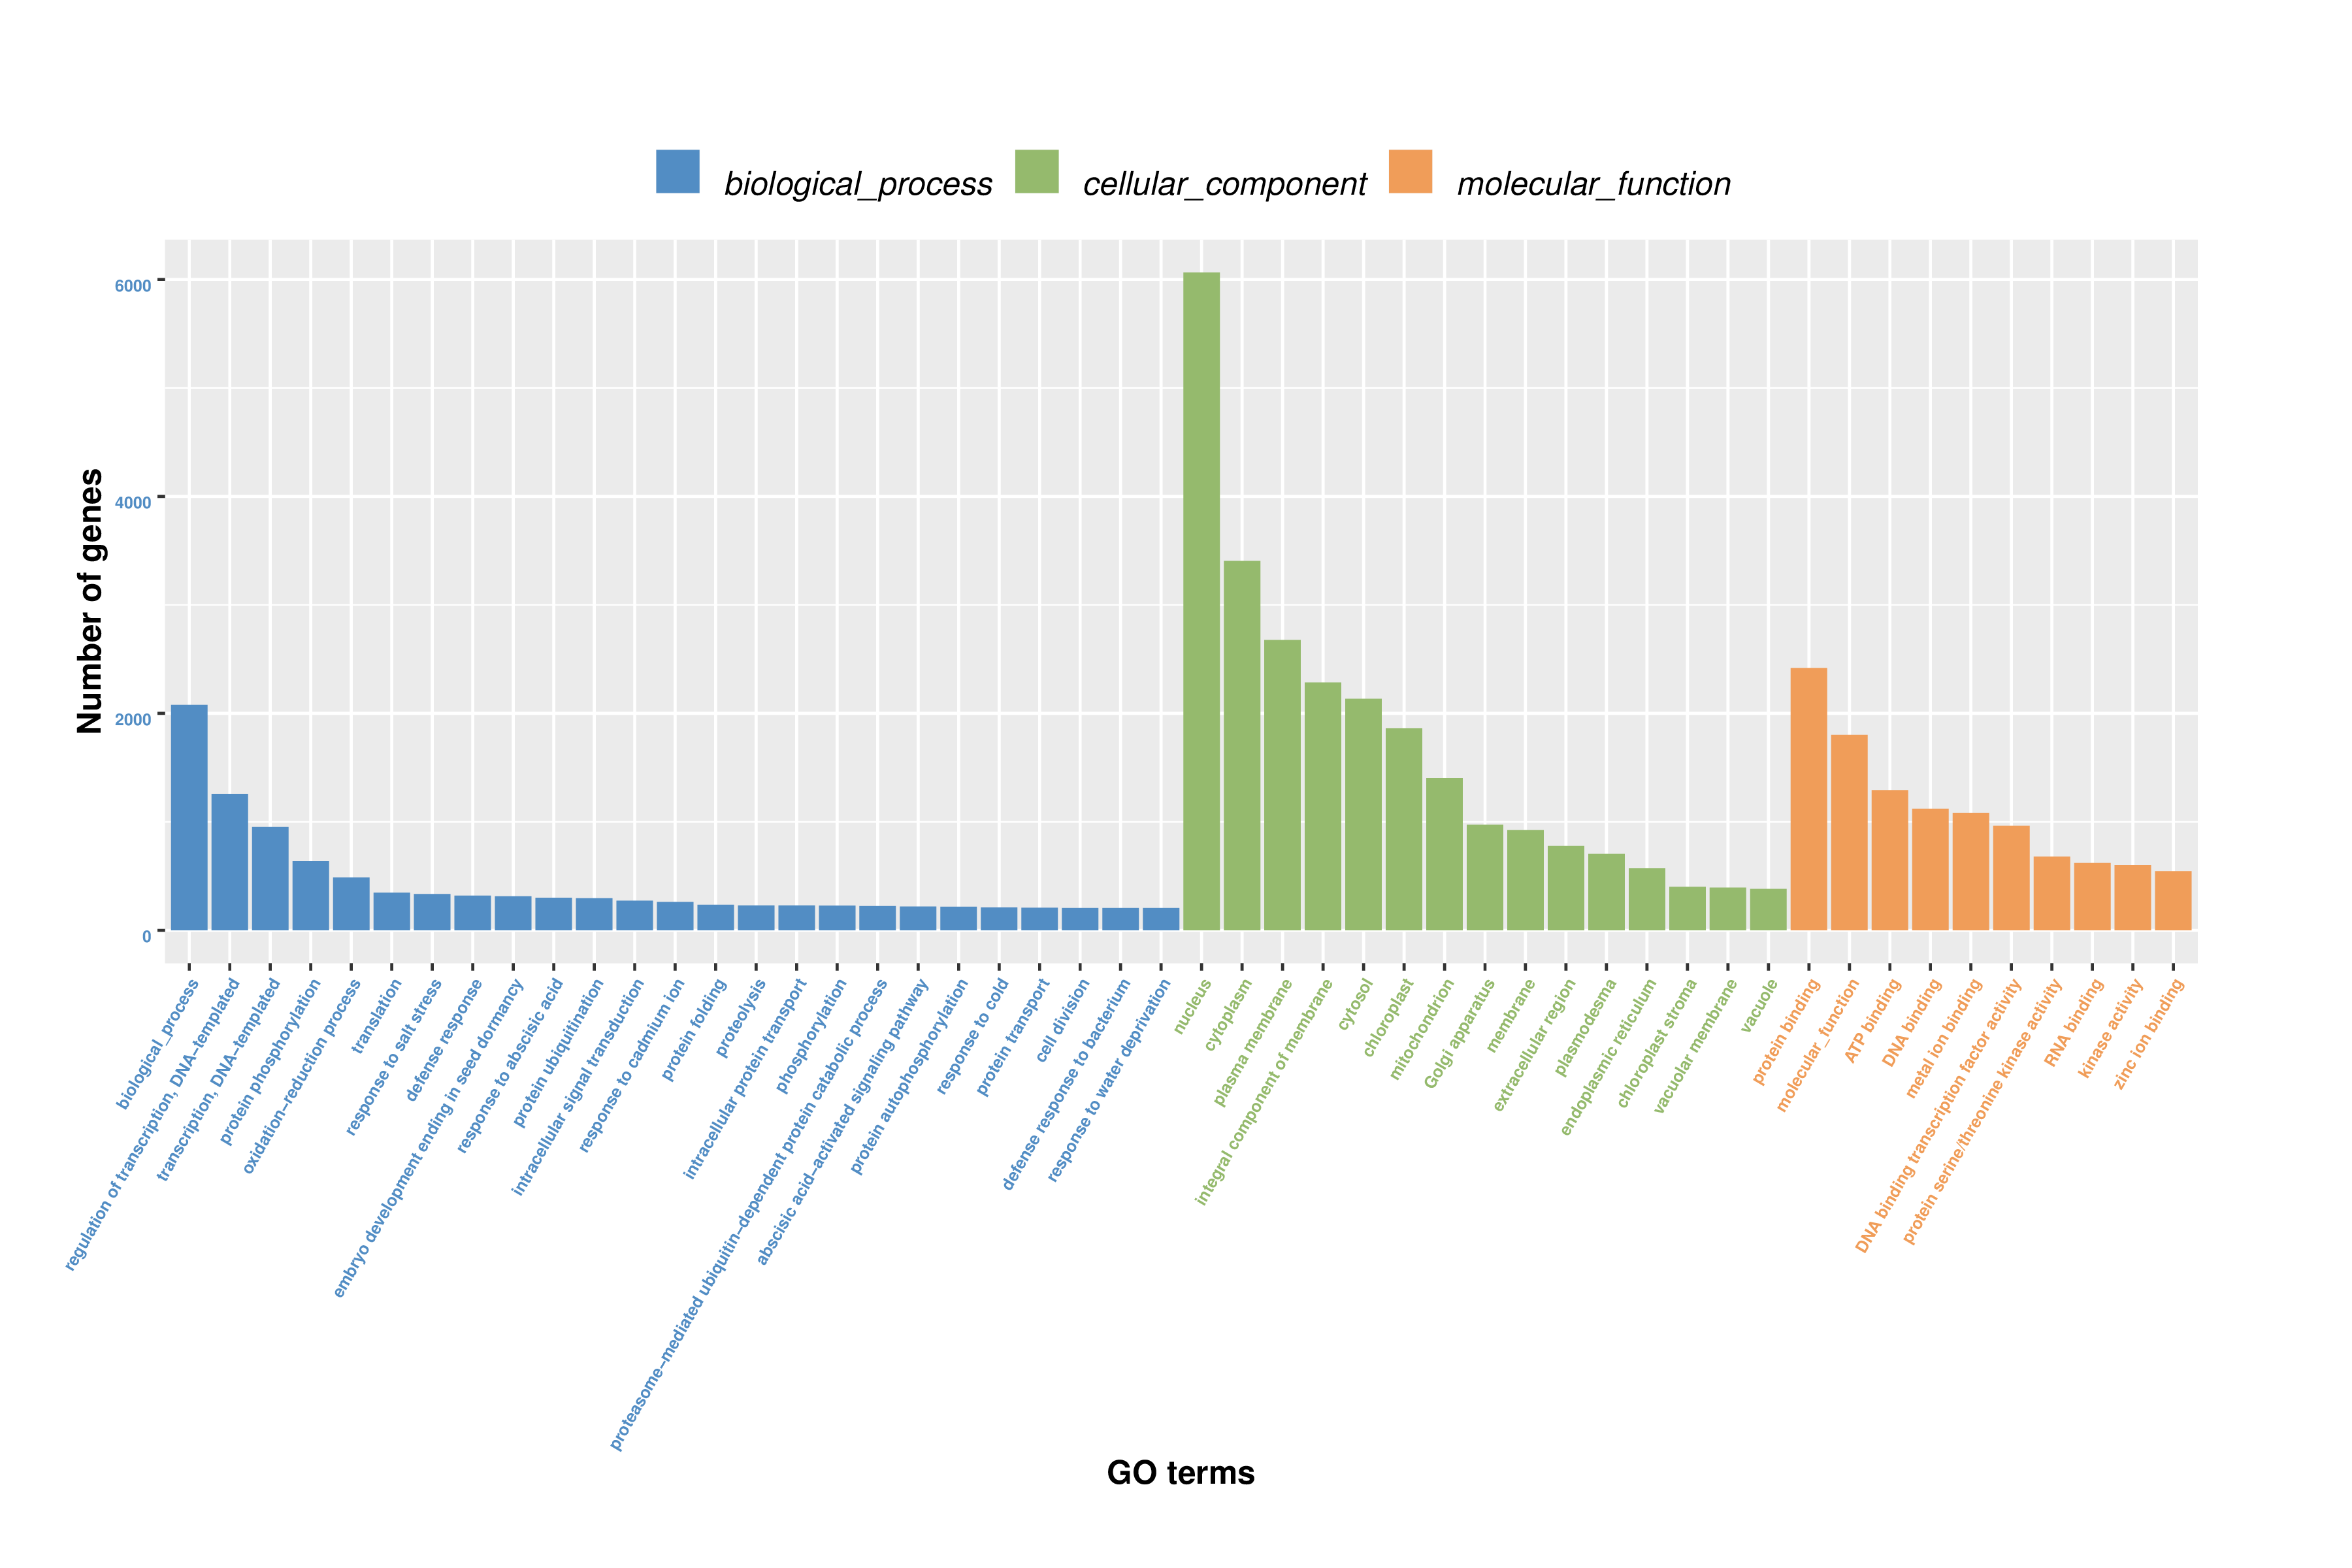 biological_process cellular_component molecular_function
Number of genes
6000
4000
2000
0
biological_process
regulation of transcription, DNA−templated
transcription, DNA−templated
protein phosphorylation
oxidation−reduction process
translation
response to salt stress
defense response
embryo development ending in seed dormancy
response to abscisic acid
protein ubiquitination
intracellular signal transduction
response to cadmium ion
protein folding
proteolysis
intracellular protein transport
phosphorylation
proteasome−mediated ubiquitin−dependent protein catabolic process
abscisic acid−activated signaling pathway
protein autophosphorylation
response to cold
protein transport
cell division
defense response to bacterium
response to water deprivation
nucleus
cytoplasm
plasma membrane
integral component of membrane
cytosol
chloroplast
mitochondrion
Golgi apparatus
membrane
extracellular region
plasmodesma
endoplasmic reticulum
chloroplast stroma
vacuolar membrane
vacuole
protein binding
molecular_function
ATP binding
DNA binding
metal ion binding
DNA binding transcription factor activity
protein serine/threonine kinase activity
RNA binding
kinase activity
zinc ion binding
GO terms